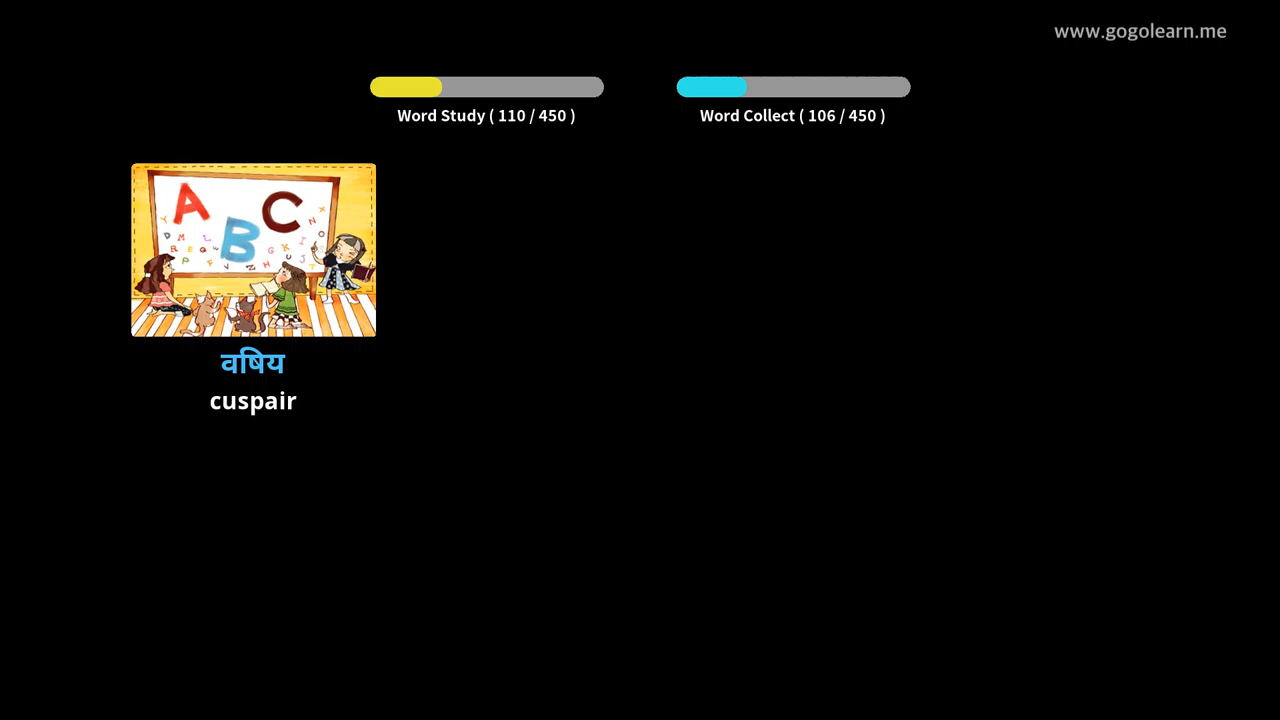 www.gogolearn.me
Word Study ( 110 / 450 )
Word Collect ( 106 / 450 )
A
B
C
वषिय
cuspair